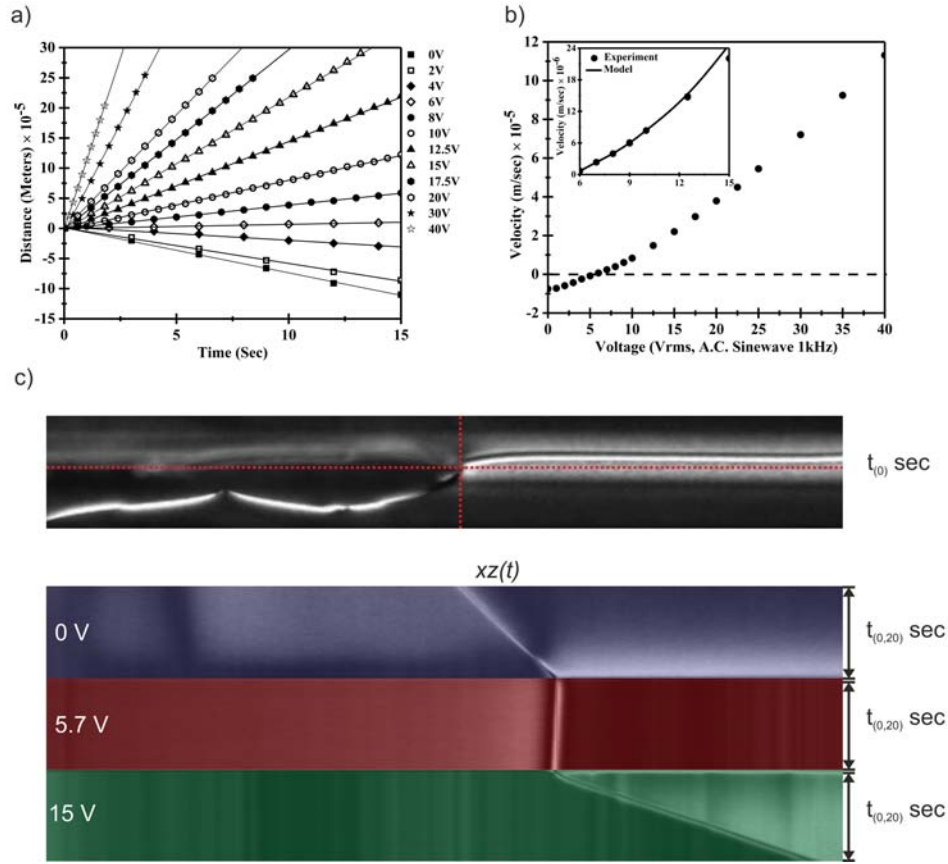 a)
Distance (Meters) × 10-5
30
25
20
15
10
5
0
-5
-10
-15
0
5
10
15
Time (Sec)
0V
2V
4V
6V
8V
10V
12.5V
15V
17.5V
20V
30V
40V
b)
Velocity (m/sec) × 10-5
12
10
8
6
4
2
0
-2
0
5
10
15
20
25
30
35
40
Voltage (Vrms, A.C. Sinewave 1kHz)
Velocity (m/sec) × 10-6
24
18
12
6
0
6
9
12
15
Experiment
Model
c)
t(0) sec
xz(t)
0 V
t(0,20) sec
5.7 V
t(0,20) sec
15 V
t(0,20) sec